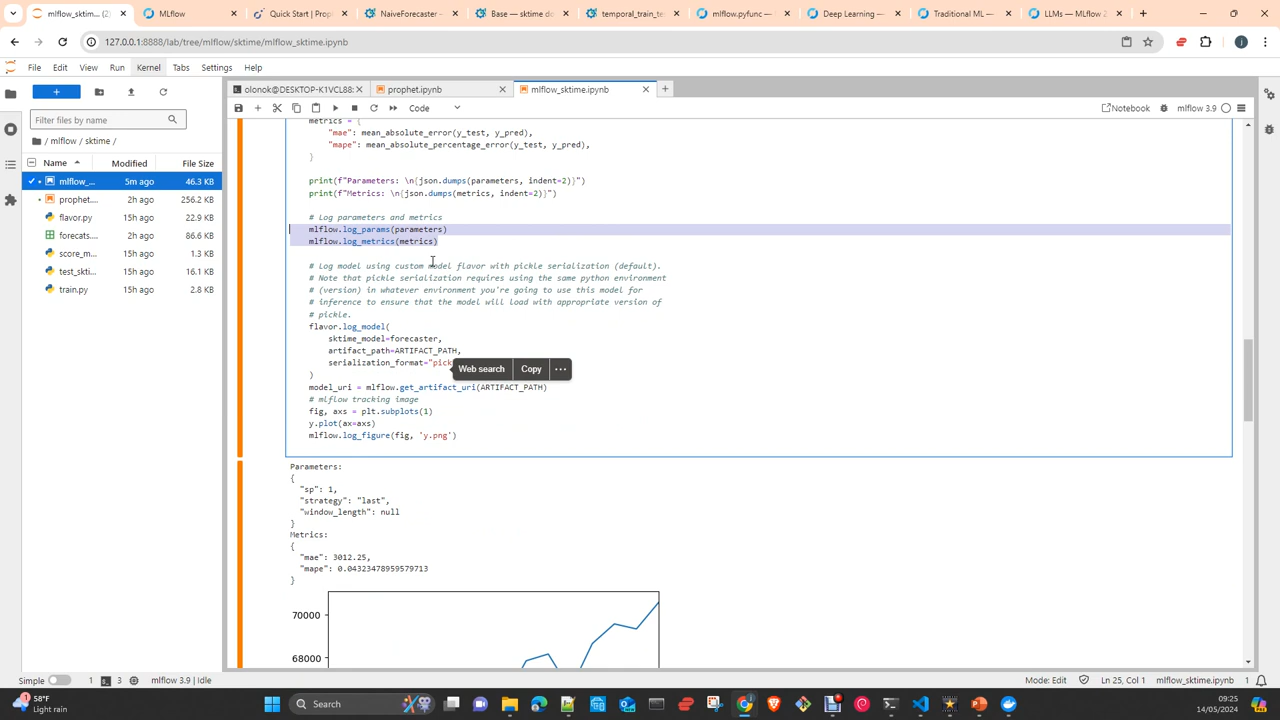 mlflow_sktime (2)
MLflow
Quick Start | Prop
NaiveForecaster
Base — sktime do
temporal_train_te
mlflow.pyfunc —
Deep Learning —
Traditional ML —
LLMs — MLflow 2
127.0.0.1:8888/lab/tree/mlflow/sktime/mlflow_sktime.ipynb
File Edit View Run Kernel Tabs Settings Help
olonok@DESKTOP-K1VCL88:
prophet.ipynb
mlflow_sktime.ipynb
Code
Notebook
mlflow 3.9
Filter files by name
/ mlflow / sktime /
Name Modified File Size
mlflow_... 5m ago 46.3 KB
prophet.... 2h ago 256.2 KB
flavor.py 15h ago 22.9 KB
forecats.... 2h ago 86.6 KB
score_m... 15h ago 1.3 KB
test_skti... 15h ago 16.1 KB
train.py 15h ago 2.8 KB
metrics = {
"mae": mean_absolute_error(y_test, y_pred),
"mape": mean_absolute_percentage_error(y_test, y_pred),
}
print(f"Parameters: \n{json.dumps(parameters, indent=2)}")
print(f"Metrics: \n{json.dumps(metrics, indent=2)}")
# Log parameters and metrics
mlflow.log_params(parameters)
mlflow.log_metrics(metrics)
# Log model using custom model flavor with pickle serialization (default).
# Note that pickle serialization requires using the same python environment
# (version) in whatever environment you're going to use this model for
# inference to ensure that the model will load with appropriate version of
# pickle.
flavor.log_model(
sktime_model=forecaster,
artifact_path=ARTIFACT_PATH,
serialization_format="pick
Web search Copy ···
)
model_uri = mlflow.get_artifact_uri(ARTIFACT_PATH)
# mlflow tracking image
fig, axs = plt.subplots(1)
y.plot(ax=axs)
mlflow.log_figure(fig, 'y.png')
Parameters:
{
"sp": 1,
"strategy": "last",
"window_length": null
}
Metrics:
{
"mae": 3012.25,
"mape": 0.04323478959579713
}
70000
68000
Simple
1
3
mlflow 3.9 | Idle
Mode: Edit
Ln 25, Col 1
mlflow_sktime.ipynb
1
58°F
Light rain
Search
09:25
14/05/2024